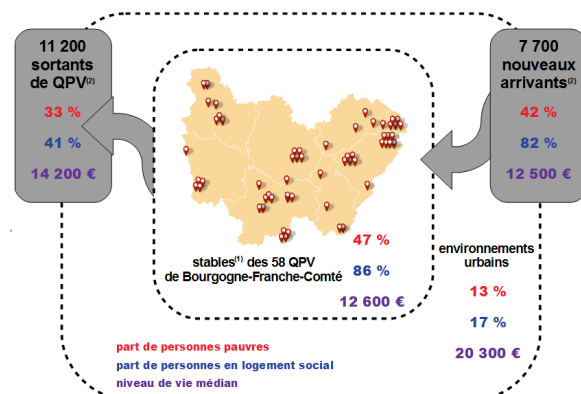 11 200
sortants
de QPV(2)
33 %
41 %
14 200 €
7 700
nouveaux
arrivants(2)
42 %
82 %
12 500 €
stables(1) des 58 QPV
de Bourgogne-Franche-Comté
47 %
86 %
12 600 €
environnements
urbains
13 %
17 %
20 300 €
part de personnes pauvres
part de personnes en logement social
niveau de vie médian